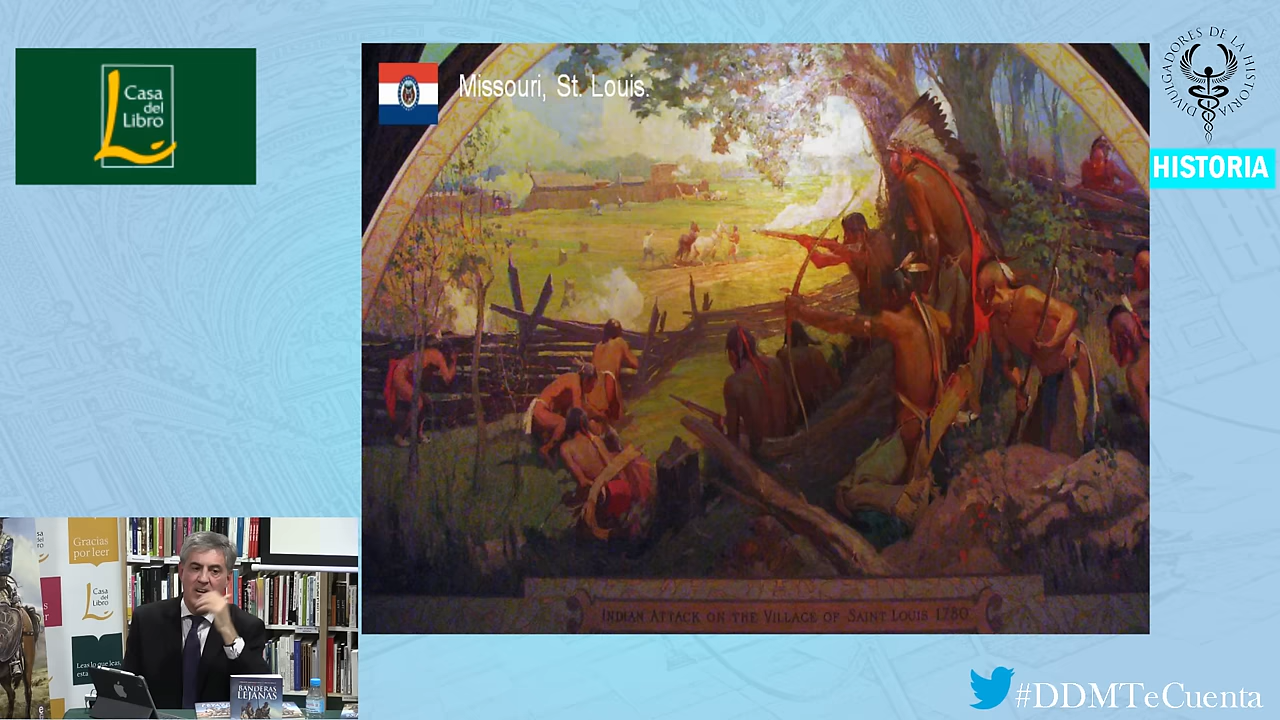 Casa
del
Libro
Missouri, St. Louis.
DIVULGADORES DE LA HISTORIA
HISTORIA
INDIAN ATTACK ON THE VILLAGE OF SAINT LOUIS 1780
Gracias
por leer
Casa
del
Libro
Leas lo que leas,
BANDERAS
LEJANAS
#DDMTeCuenta